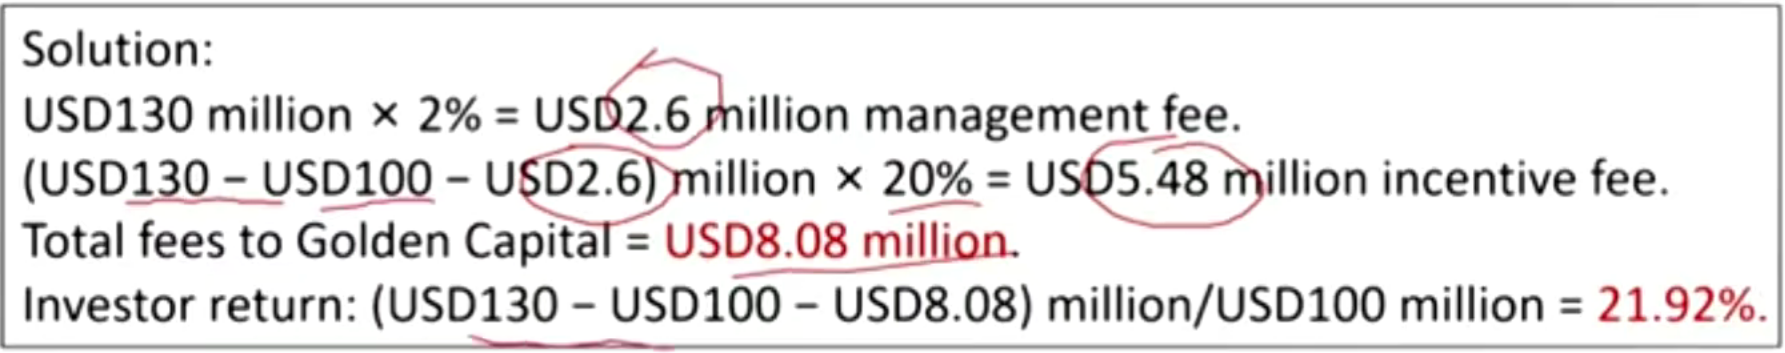 Solution:
USD130 million × 2% = USD2.6 million management fee.
(USD130 − USD100 − USD2.6) million × 20% = USD5.48 million incentive fee.
Total fees to Golden Capital = USD8.08 million.
Investor return: (USD130 − USD100 − USD8.08) million/USD100 million = 21.92%.